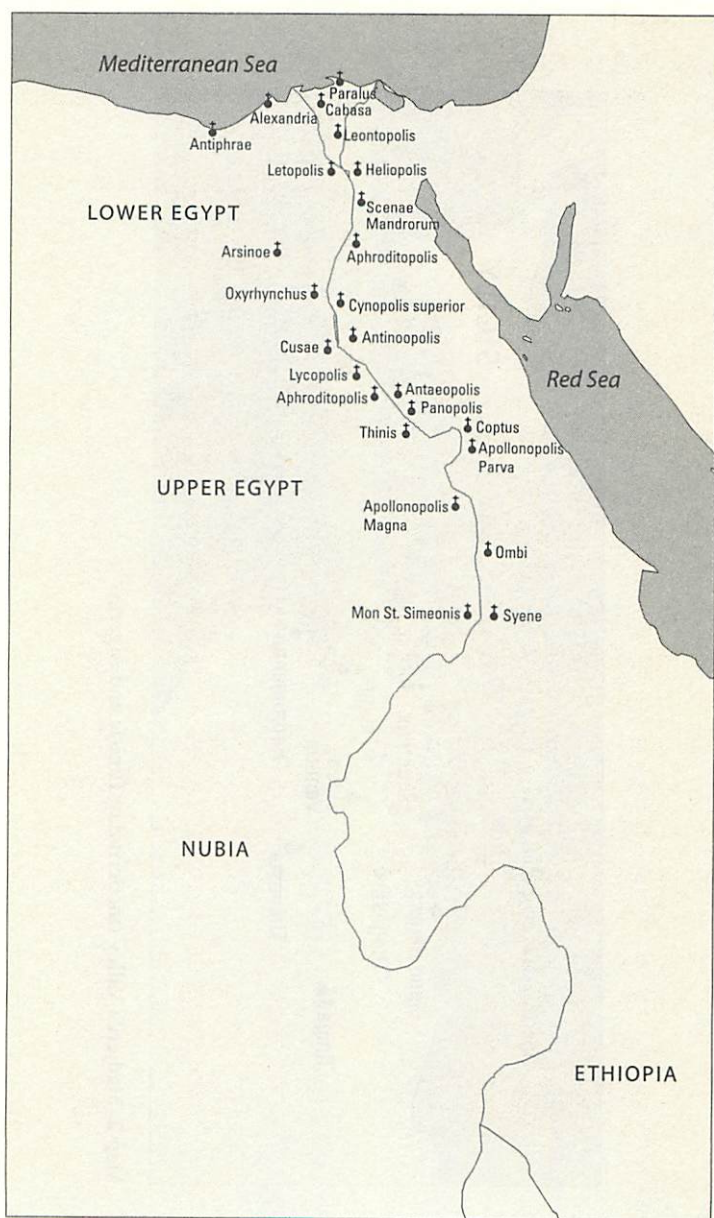 Mediterranean Sea
Paralus
Cabasa
Alexandria
Leontopolis
Antiphrae
Letopolis
Heliopolis
LOWER EGYPT
Scenae
Mandrorum
Arsinoe
Aphroditopolis
Oxyrhynchus
Cynopolis superior
Antinoopolis
Cusae
Lycopolis
Red Sea
Antaeopolis
Aphroditopolis
Panopolis
Thinis
Coptus
Apollonopolis
Parva
UPPER EGYPT
Apollonopolis
Magna
Ombi
Mon St. Simeonis
Syene
NUBIA
ETHIOPIA